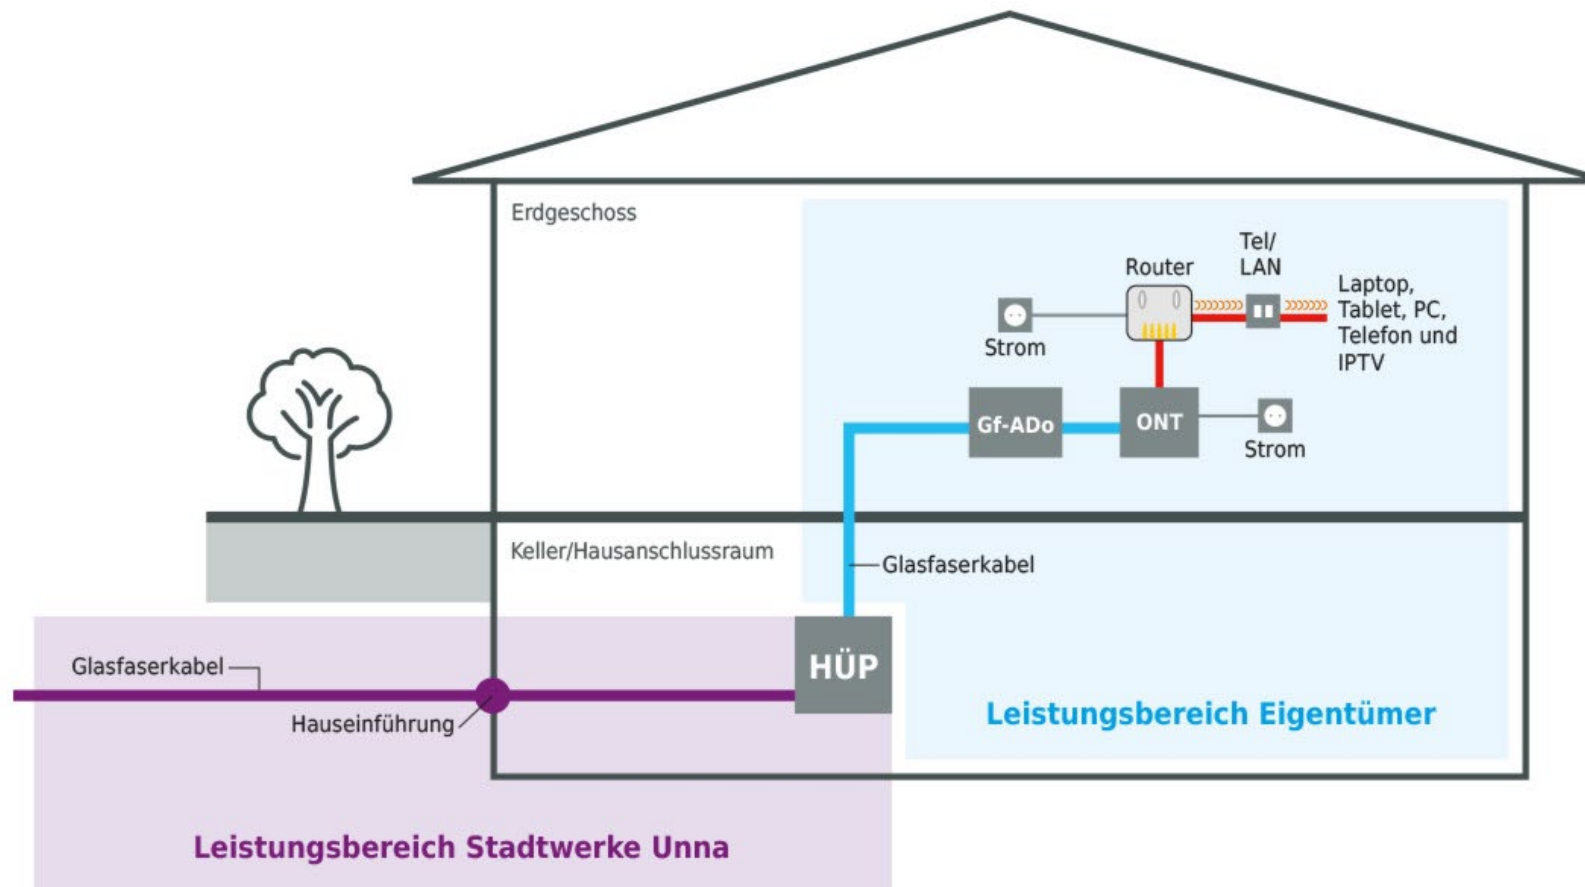 Erdgeschoss
Tel/
LAN
Router
Laptop,
Tablet, PC,
Telefon und
IPTV
Strom
Gf-ADo
ONT
Strom
Keller/Hausanschlussraum
Glasfaserkabel
Glasfaserkabel
HÜP
Hauseinführung
Leistungsbereich Eigentümer
Leistungsbereich Stadtwerke Unna